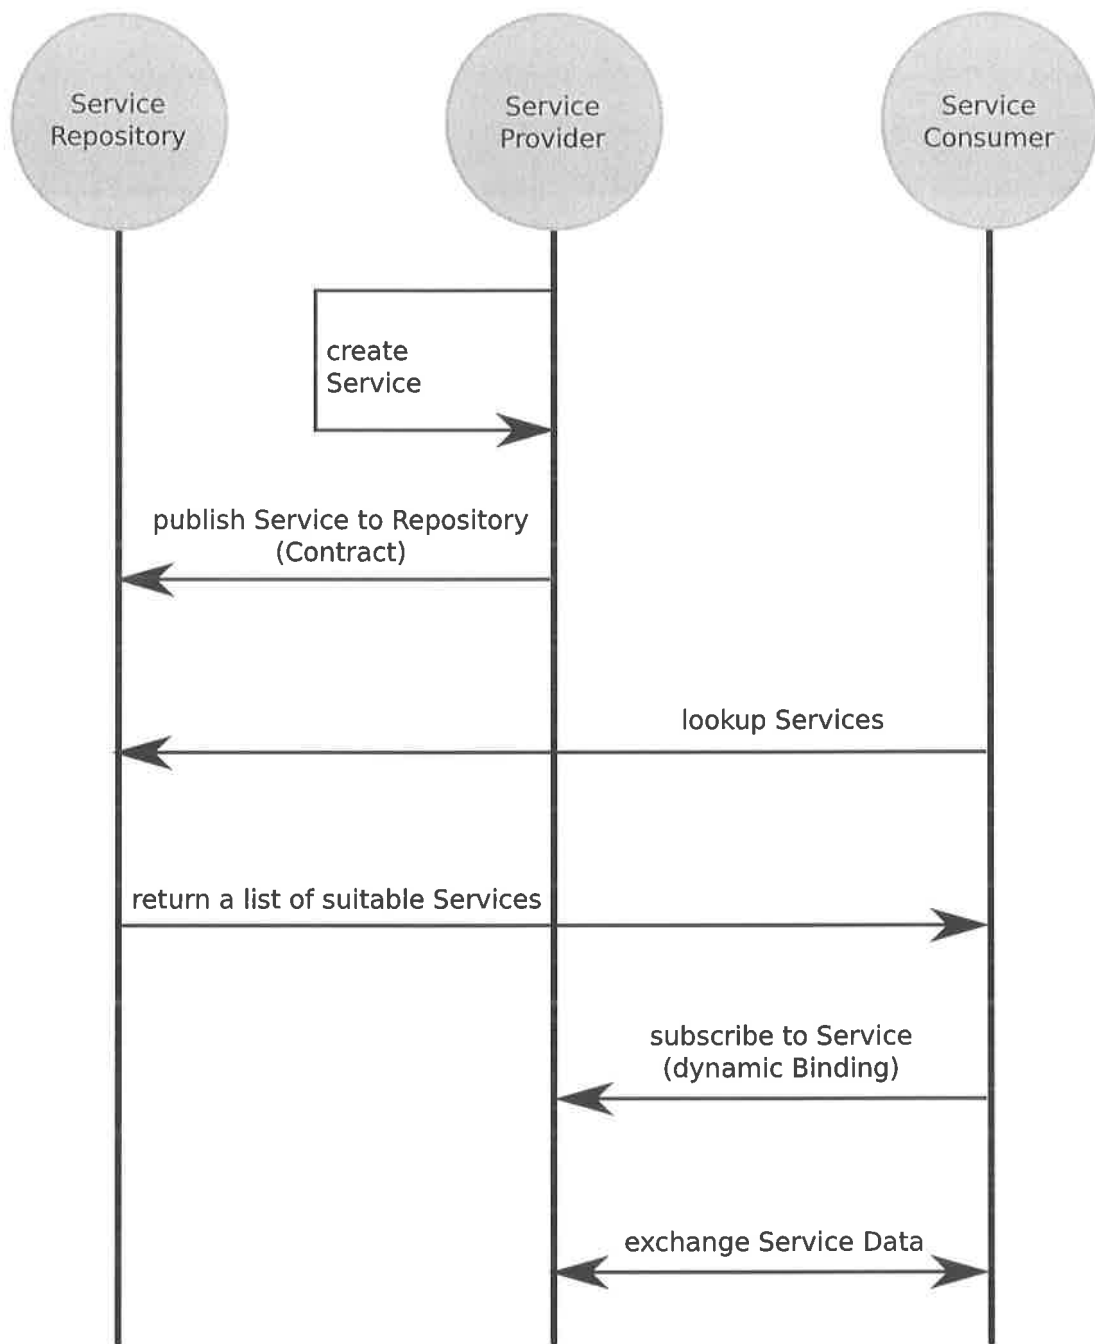 Service
Repository
Service
Provider
Service
Consumer
create
Service
publish Service to Repository
(Contract)
lookup Services
return a list of suitable Services
subscribe to Service
(dynamic Binding)
exchange Service Data